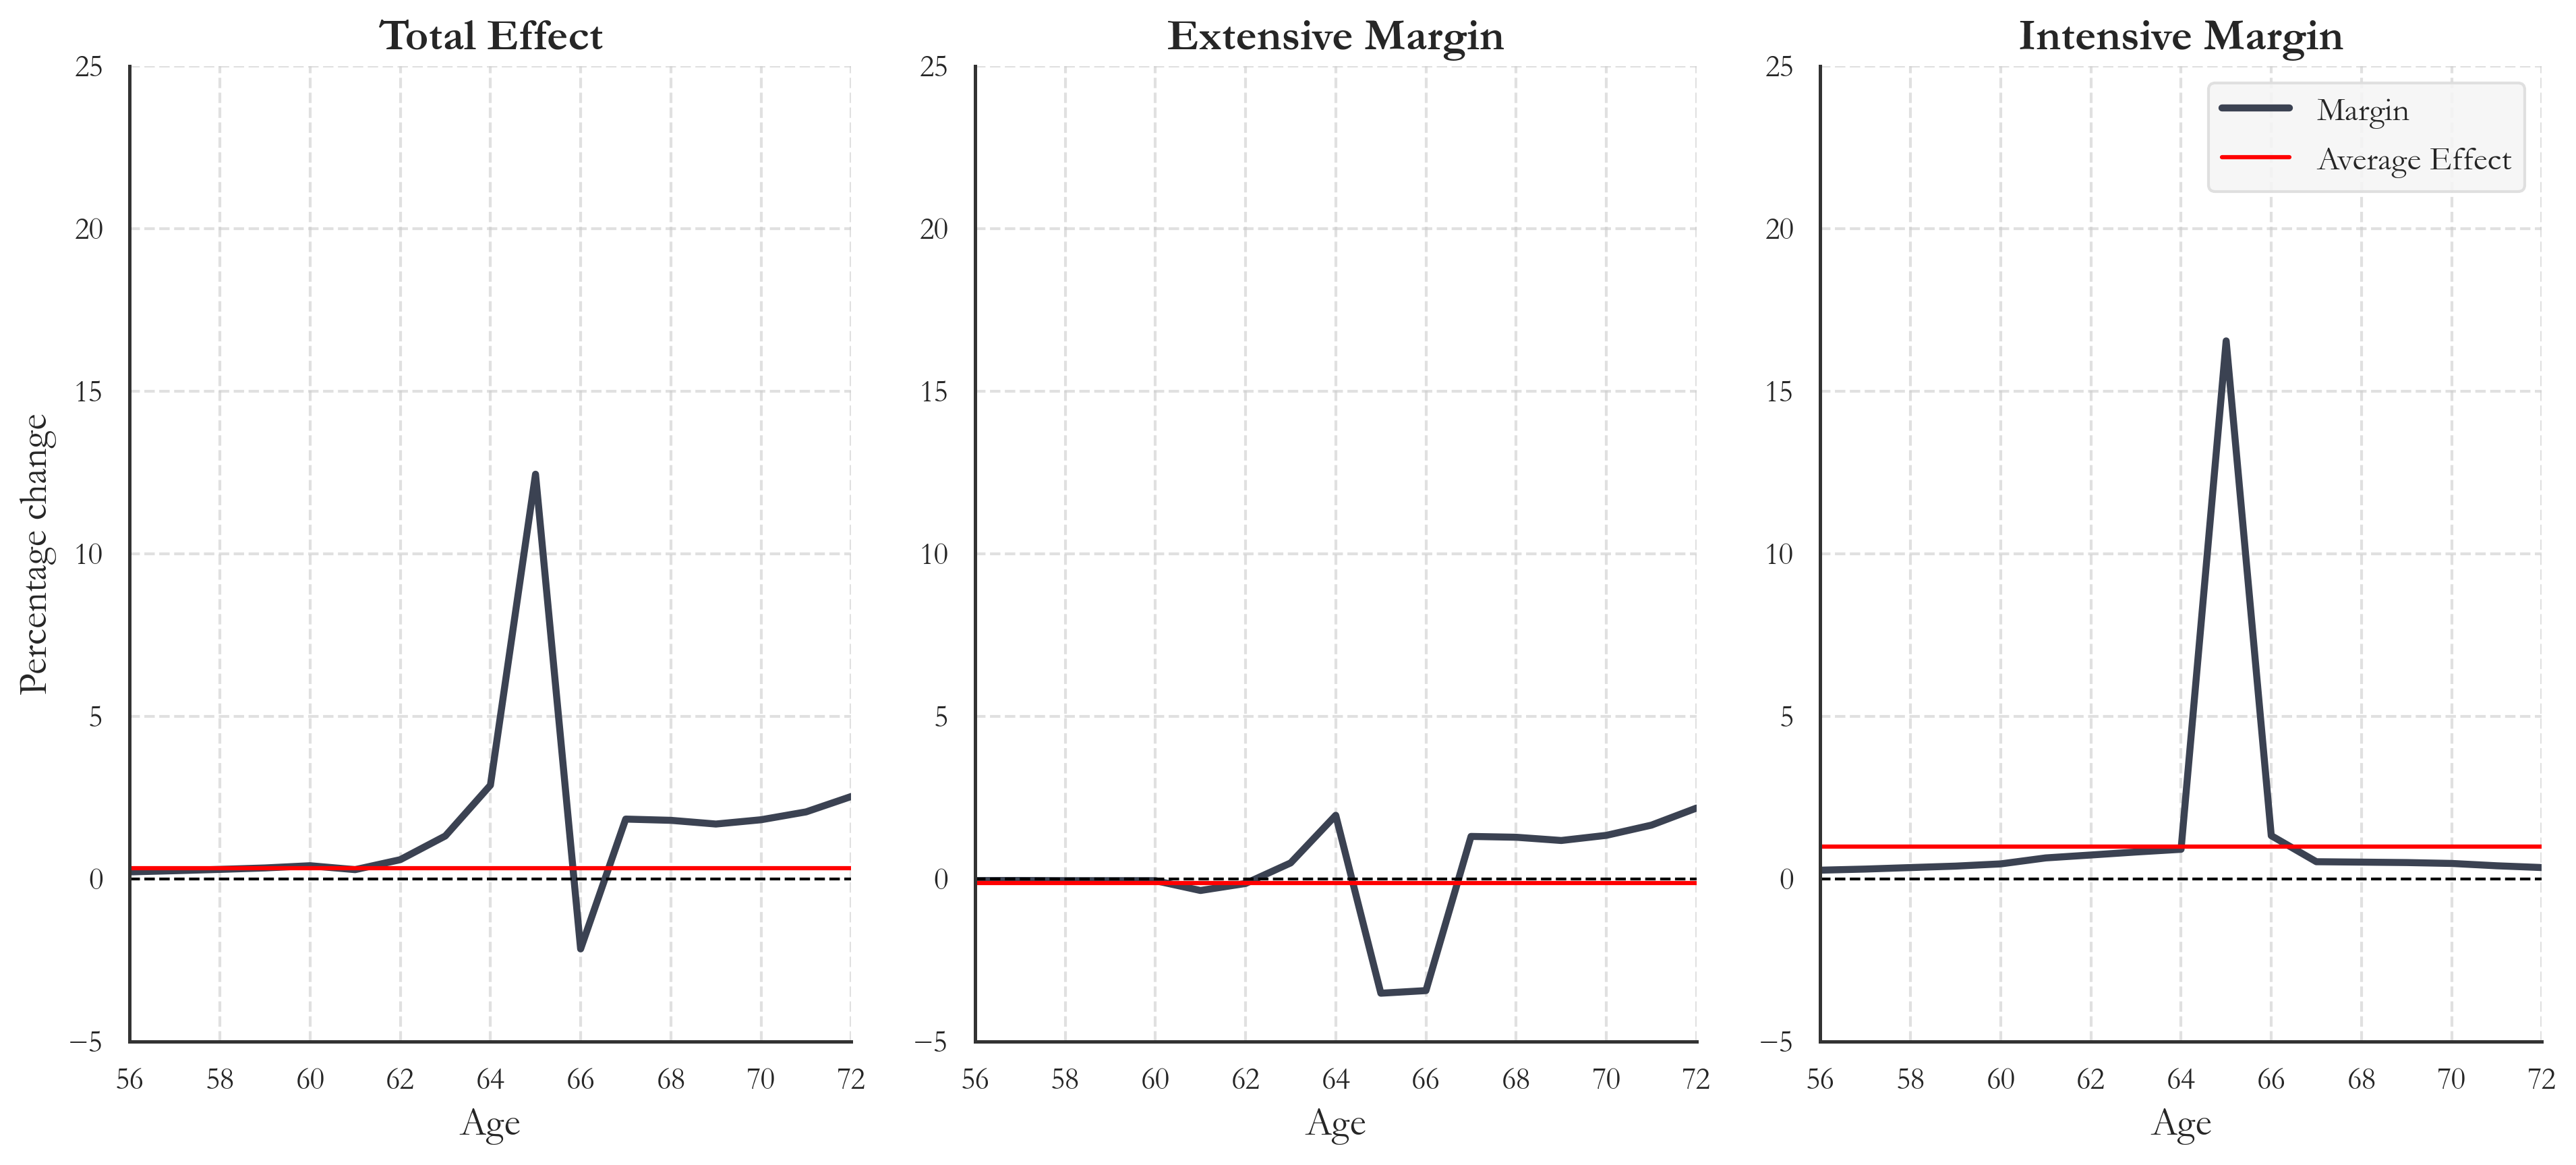 Total Effect
25
20
15
10
5
0
−5
56 58 60 62 64 66 68 70 72
Age
Percentage change
Extensive Margin
25
20
15
10
5
0
−5
56 58 60 62 64 66 68 70 72
Age
Intensive Margin
25
20
15
10
5
0
−5
56 58 60 62 64 66 68 70 72
Age
Margin
Average Effect